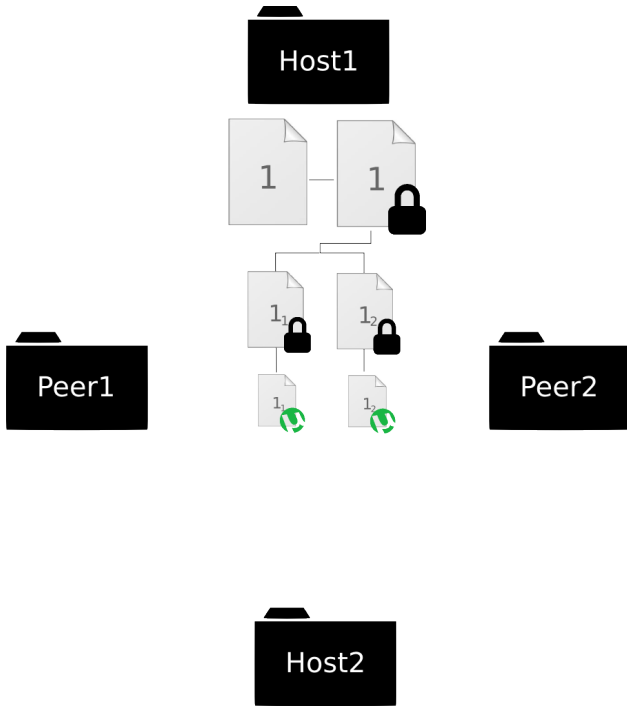 Host1
1 1
1₁ 1₂
Peer1 Peer2
1₁ 1₂
µ µ
Host2